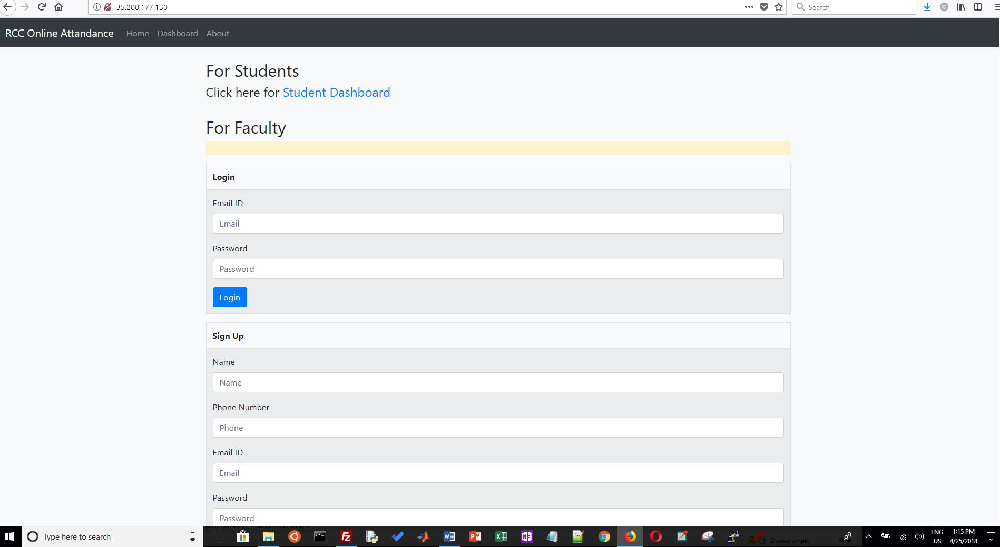 35.200.177.130
Search
RCC Online Attandance Home Dashboard About
For Students
Click here for Student Dashboard
For Faculty
Login
Email ID
Email
Password
Password
Login
Sign Up
Name
Name
Phone Number
Phone
Email ID
Email
Password
Password
Successful transfers
Type here to search
Queue: empty
ENG
US
1:15 PM
4/25/2018